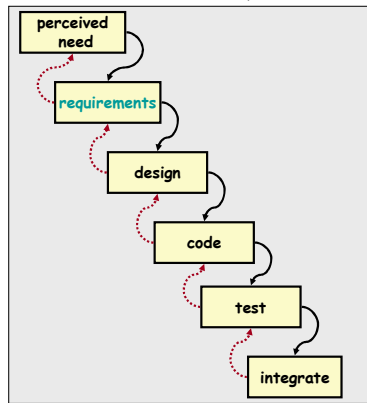 perceived
need
requirements
design
code
test
integrate